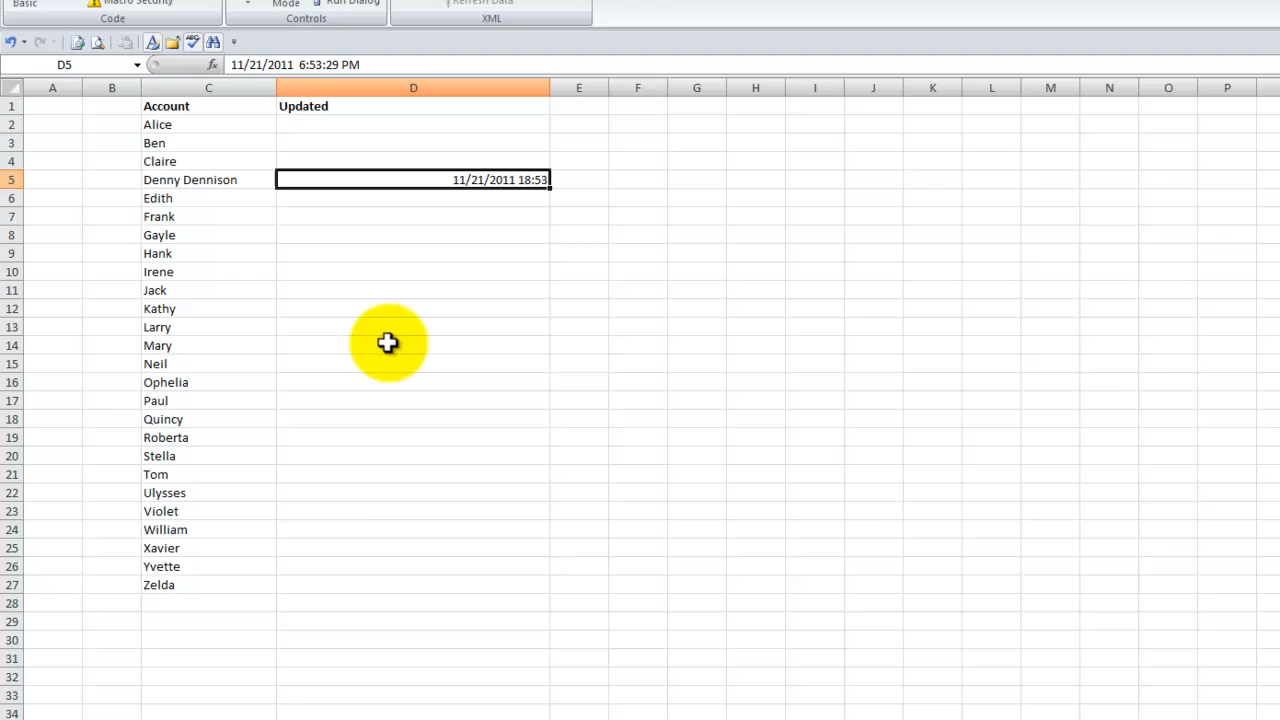 Basic Macro Security Mode Run Dialog Refresh Data
Code Controls XML
D5 fx 11/21/2011 6:53:29 PM
A B C D E F G H I J K L M N O P
1 Account Updated
2 Alice
3 Ben
4 Claire
5 Denny Dennison 11/21/2011 18:53
6 Edith
7 Frank
8 Gayle
9 Hank
10 Irene
11 Jack
12 Kathy
13 Larry
14 Mary
15 Neil
16 Ophelia
17 Paul
18 Quincy
19 Roberta
20 Stella
21 Tom
22 Ulysses
23 Violet
24 William
25 Xavier
26 Yvette
27 Zelda
28
29
30
31
32
33
34